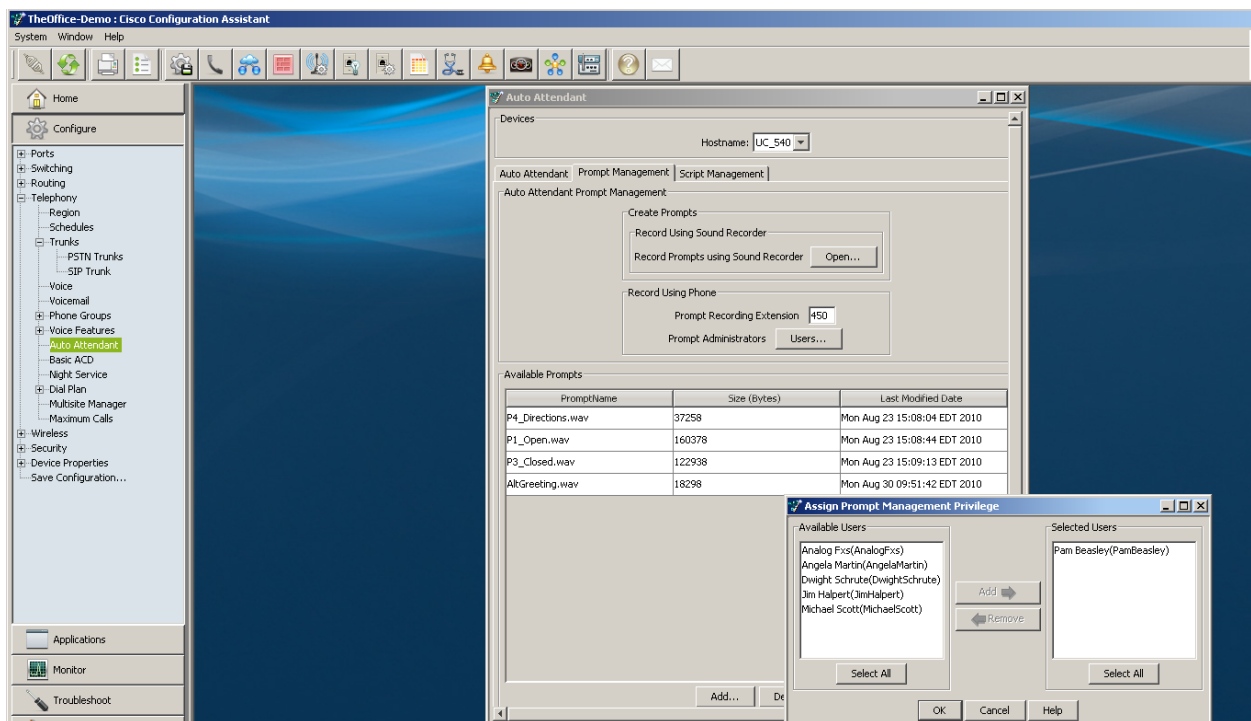 TheOffice-Demo : Cisco Configuration Assistant
System Window Help
Home
Configure
Ports
Switching
Routing
Telephony
Region
Schedules
Trunks
PSTN Trunks
SIP Trunk
Voice
Voicemail
Phone Groups
Voice Features
Auto Attendant
Basic ACD
Night Service
Dial Plan
Multisite Manager
Maximum Calls
Wireless
Security
Device Properties
Save Configuration...
Applications
Monitor
Troubleshoot
Auto Attendant
Devices
Hostname: UC_540
Auto Attendant Prompt Management Script Management
Auto Attendant Prompt Management
Create Prompts
Record Using Sound Recorder
Record Prompts using Sound Recorder Open...
Record Using Phone
Prompt Recording Extension 450
Prompt Administrators Users...
Available Prompts
PromptName Size (Bytes) Last Modified Date
P4_Directions.wav 37258 Mon Aug 23 15:08:04 EDT 2010
P1_Open.wav 160378 Mon Aug 23 15:08:44 EDT 2010
P3_Closed.wav 122938 Mon Aug 23 15:09:13 EDT 2010
AltGreeting.wav 18298 Mon Aug 30 09:51:42 EDT 2010
Add... De
Assign Prompt Management Privilege
Available Users
Analog Fxs(AnalogFxs)
Angela Martin(AngelaMartin)
Dwight Schrute(DwightSchrute)
Jim Halpert(JimHalpert)
Michael Scott(MichaelScott)
Select All
Add
Remove
Selected Users
Pam Beasley(PamBeasley)
Select All
OK Cancel Help